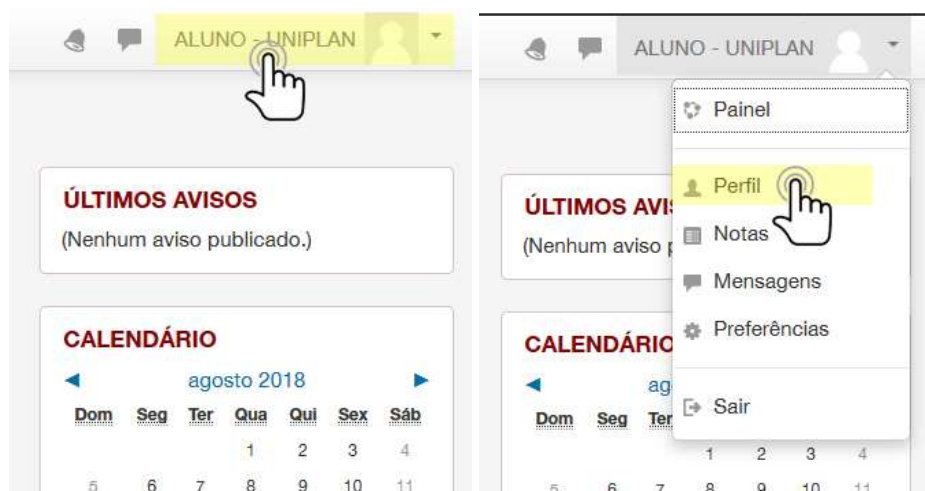 ALUNO - UNIPLAN
ÚLTIMOS AVISOS
(Nenhum aviso publicado.)
CALENDÁRIO
agosto 2018
Dom Seg Ter Qua Qui Sex Sáb
1 2 3 4
5 6 7 8 9 10 11
ALUNO - UNIPLAN
Painel
Perfil
Notas
Mensagens
Preferências
Sair
ÚLTIMOS AVIS
(Nenhum aviso p
CALENDÁRIO
ag
Dom Seg Ter
1 2 3 4
5 6 7 8 9 10 11